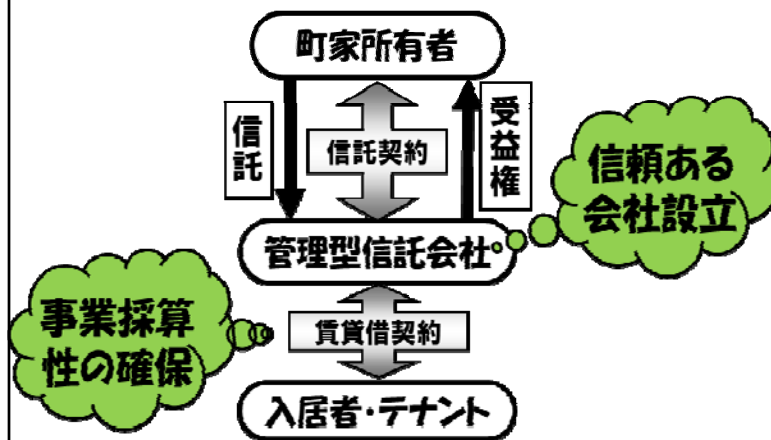 町家所有者
信託
信託契約
受益権
信頼ある
会社設立
管理型信託会社
事業採算
性の確保
賃貸借契約
入居者・テナント